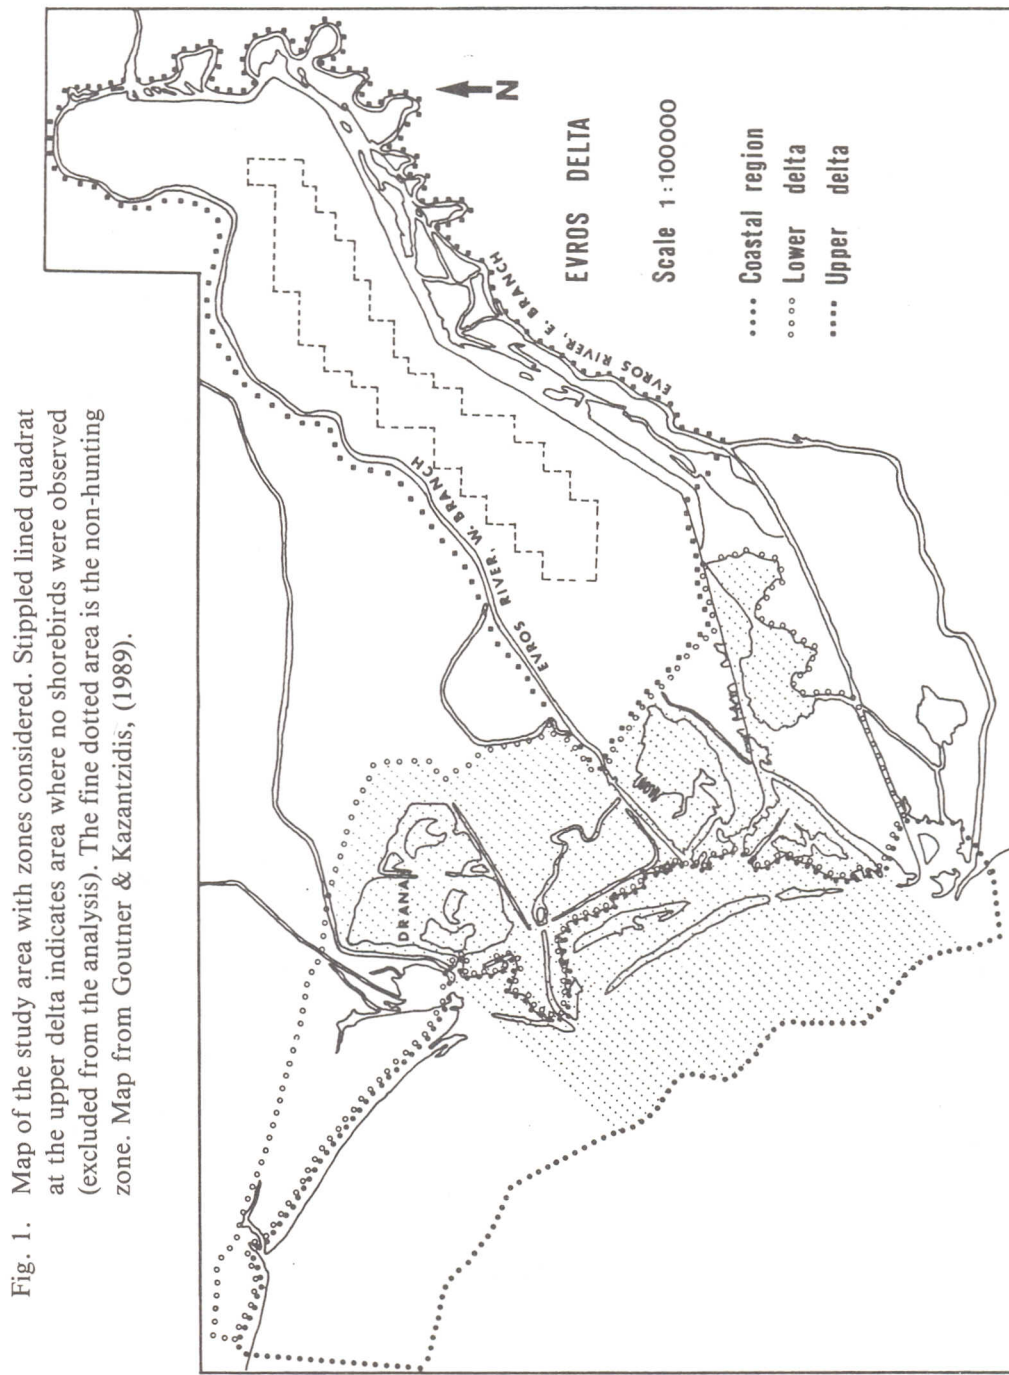 Fig. 1. Map of the study area with zones considered. Stippled lined quadrat
at the upper delta indicates area where no shorebirds were observed
(excluded from the analysis). The fine dotted area is the non-hunting
zone. Map from Goutner & Kazantzidis, (1989).
N
EVROS DELTA
Scale 1:100000
Coastal region
Lower delta
Upper delta
EVROS RIVER, E. BRANCH
EVROS RIVER, W. BRANCH
DRANA